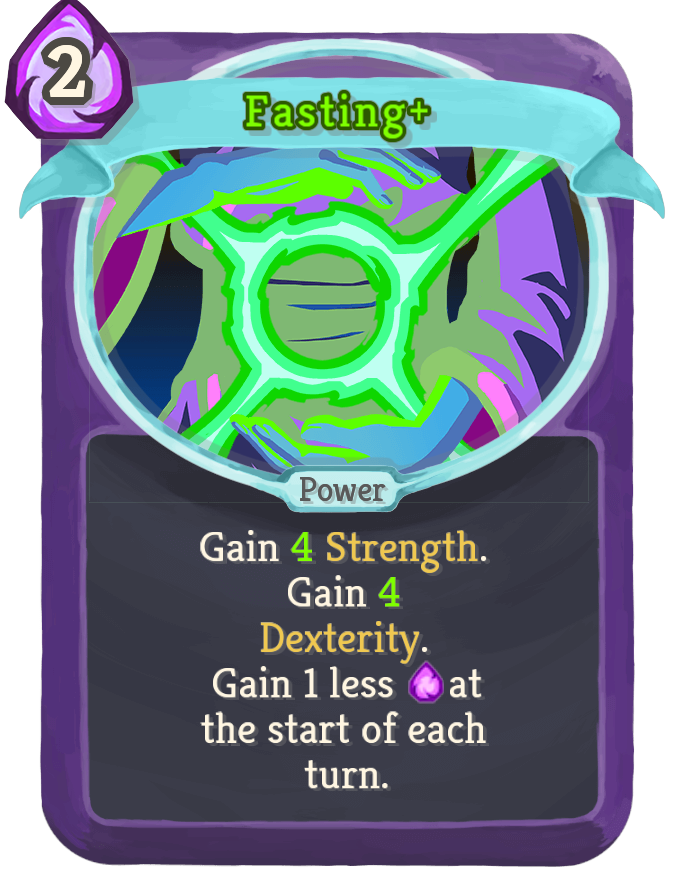 2
Fasting+
Power
Gain 4 Strength.
Gain 4
Dexterity.
Gain 1 less at
the start of each
turn.